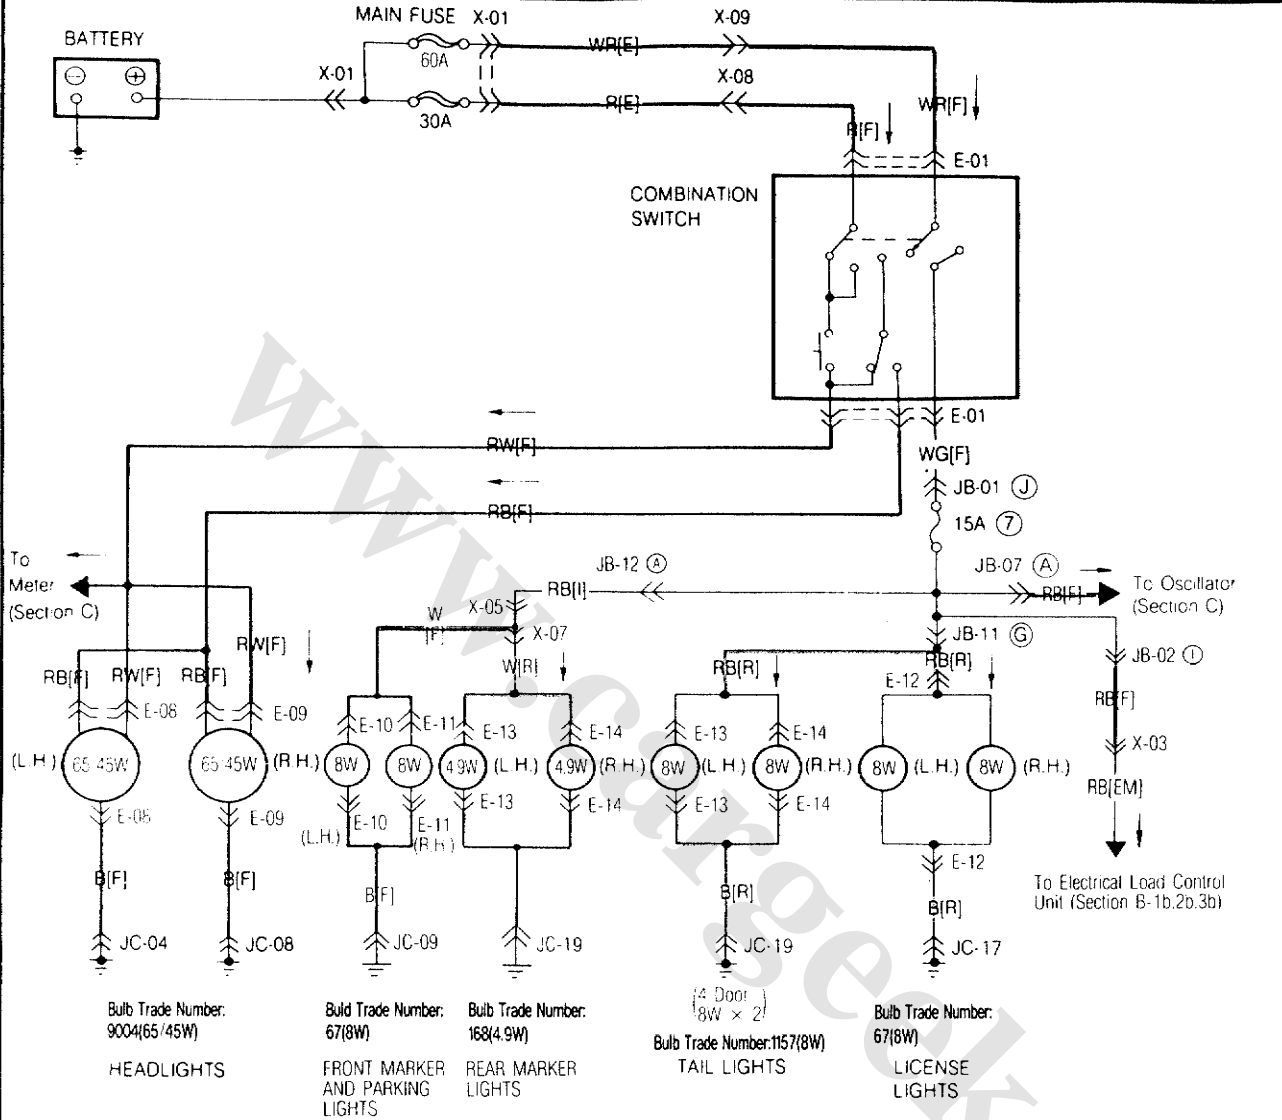 MAIN FUSE X-01 X-09
BATTERY
WR[E]
60A
X-01 X-08
R[E] WR[F]
30A R[F]
E-01
COMBINATION
SWITCH
E-01
RW[F] WG[F]
JB-01 J
RB[F] 15A 7
To
Meter
(Section C)
JB-12 A JB-07 A
RB[I] RB[F] To Oscillator
(Section C)
X-05
W
[F] X-07 JB-11 G
RW[F] W[R] RB[R] RB[R] JB-02 I
RB[F] RW[F] RB[F] E-12 RB[F]
E-08 E-09 E-10 E-11 E-13 E-14 E-13 E-14 X-03
(L.H.) 65/45W 65/45W (R.H.) 8W 8W 4.9W (L.H.) 4.9W (R.H.) 8W (L.H.) 8W (R.H.) 8W (L.H.) 8W (R.H.)
RB[EM]
E-09 E-10 E-11 E-13 E-14 E-13 E-14
(L.H.) (R.H.) E-12
B[F] B[F] B[F] B[R] B[R]
To Electrical Load Control
Unit (Section B-1b.2b.3b)
JC-04 JC-08 JC-09 JC-19 JC-19 JC-17
(4 Door
8W × 2)
Bulb Trade Number:
9004(65/45W)
HEADLIGHTS
Buld Trade Number:
67(8W)
FRONT MARKER
AND PARKING
LIGHTS
Bulb Trade Number:
168(4.9W)
REAR MARKER
LIGHTS
Bulb Trade Number:1157(8W)
TAIL LIGHTS
Bulb Trade Number:
67(8W)
LICENSE
LIGHTS
www.cargeek